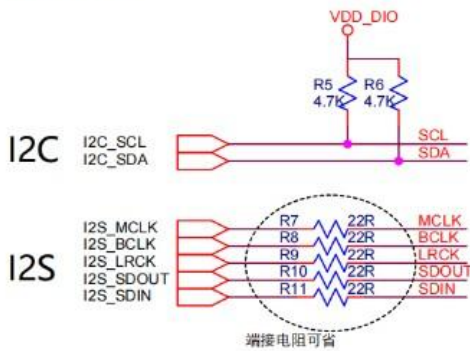 VDD_DIO
R5 R6
4.7K 4.7K
I2C
I2C_SCL SCL
I2C_SDA SDA
I2S
I2S_MCLK R7 22R MCLK
I2S_BCLK R8 22R BCLK
I2S_LRCK R9 22R LRCK
I2S_SDOUT R10 22R SDOUT
I2S_SDIN R11 22R SDIN
端接电阻可省